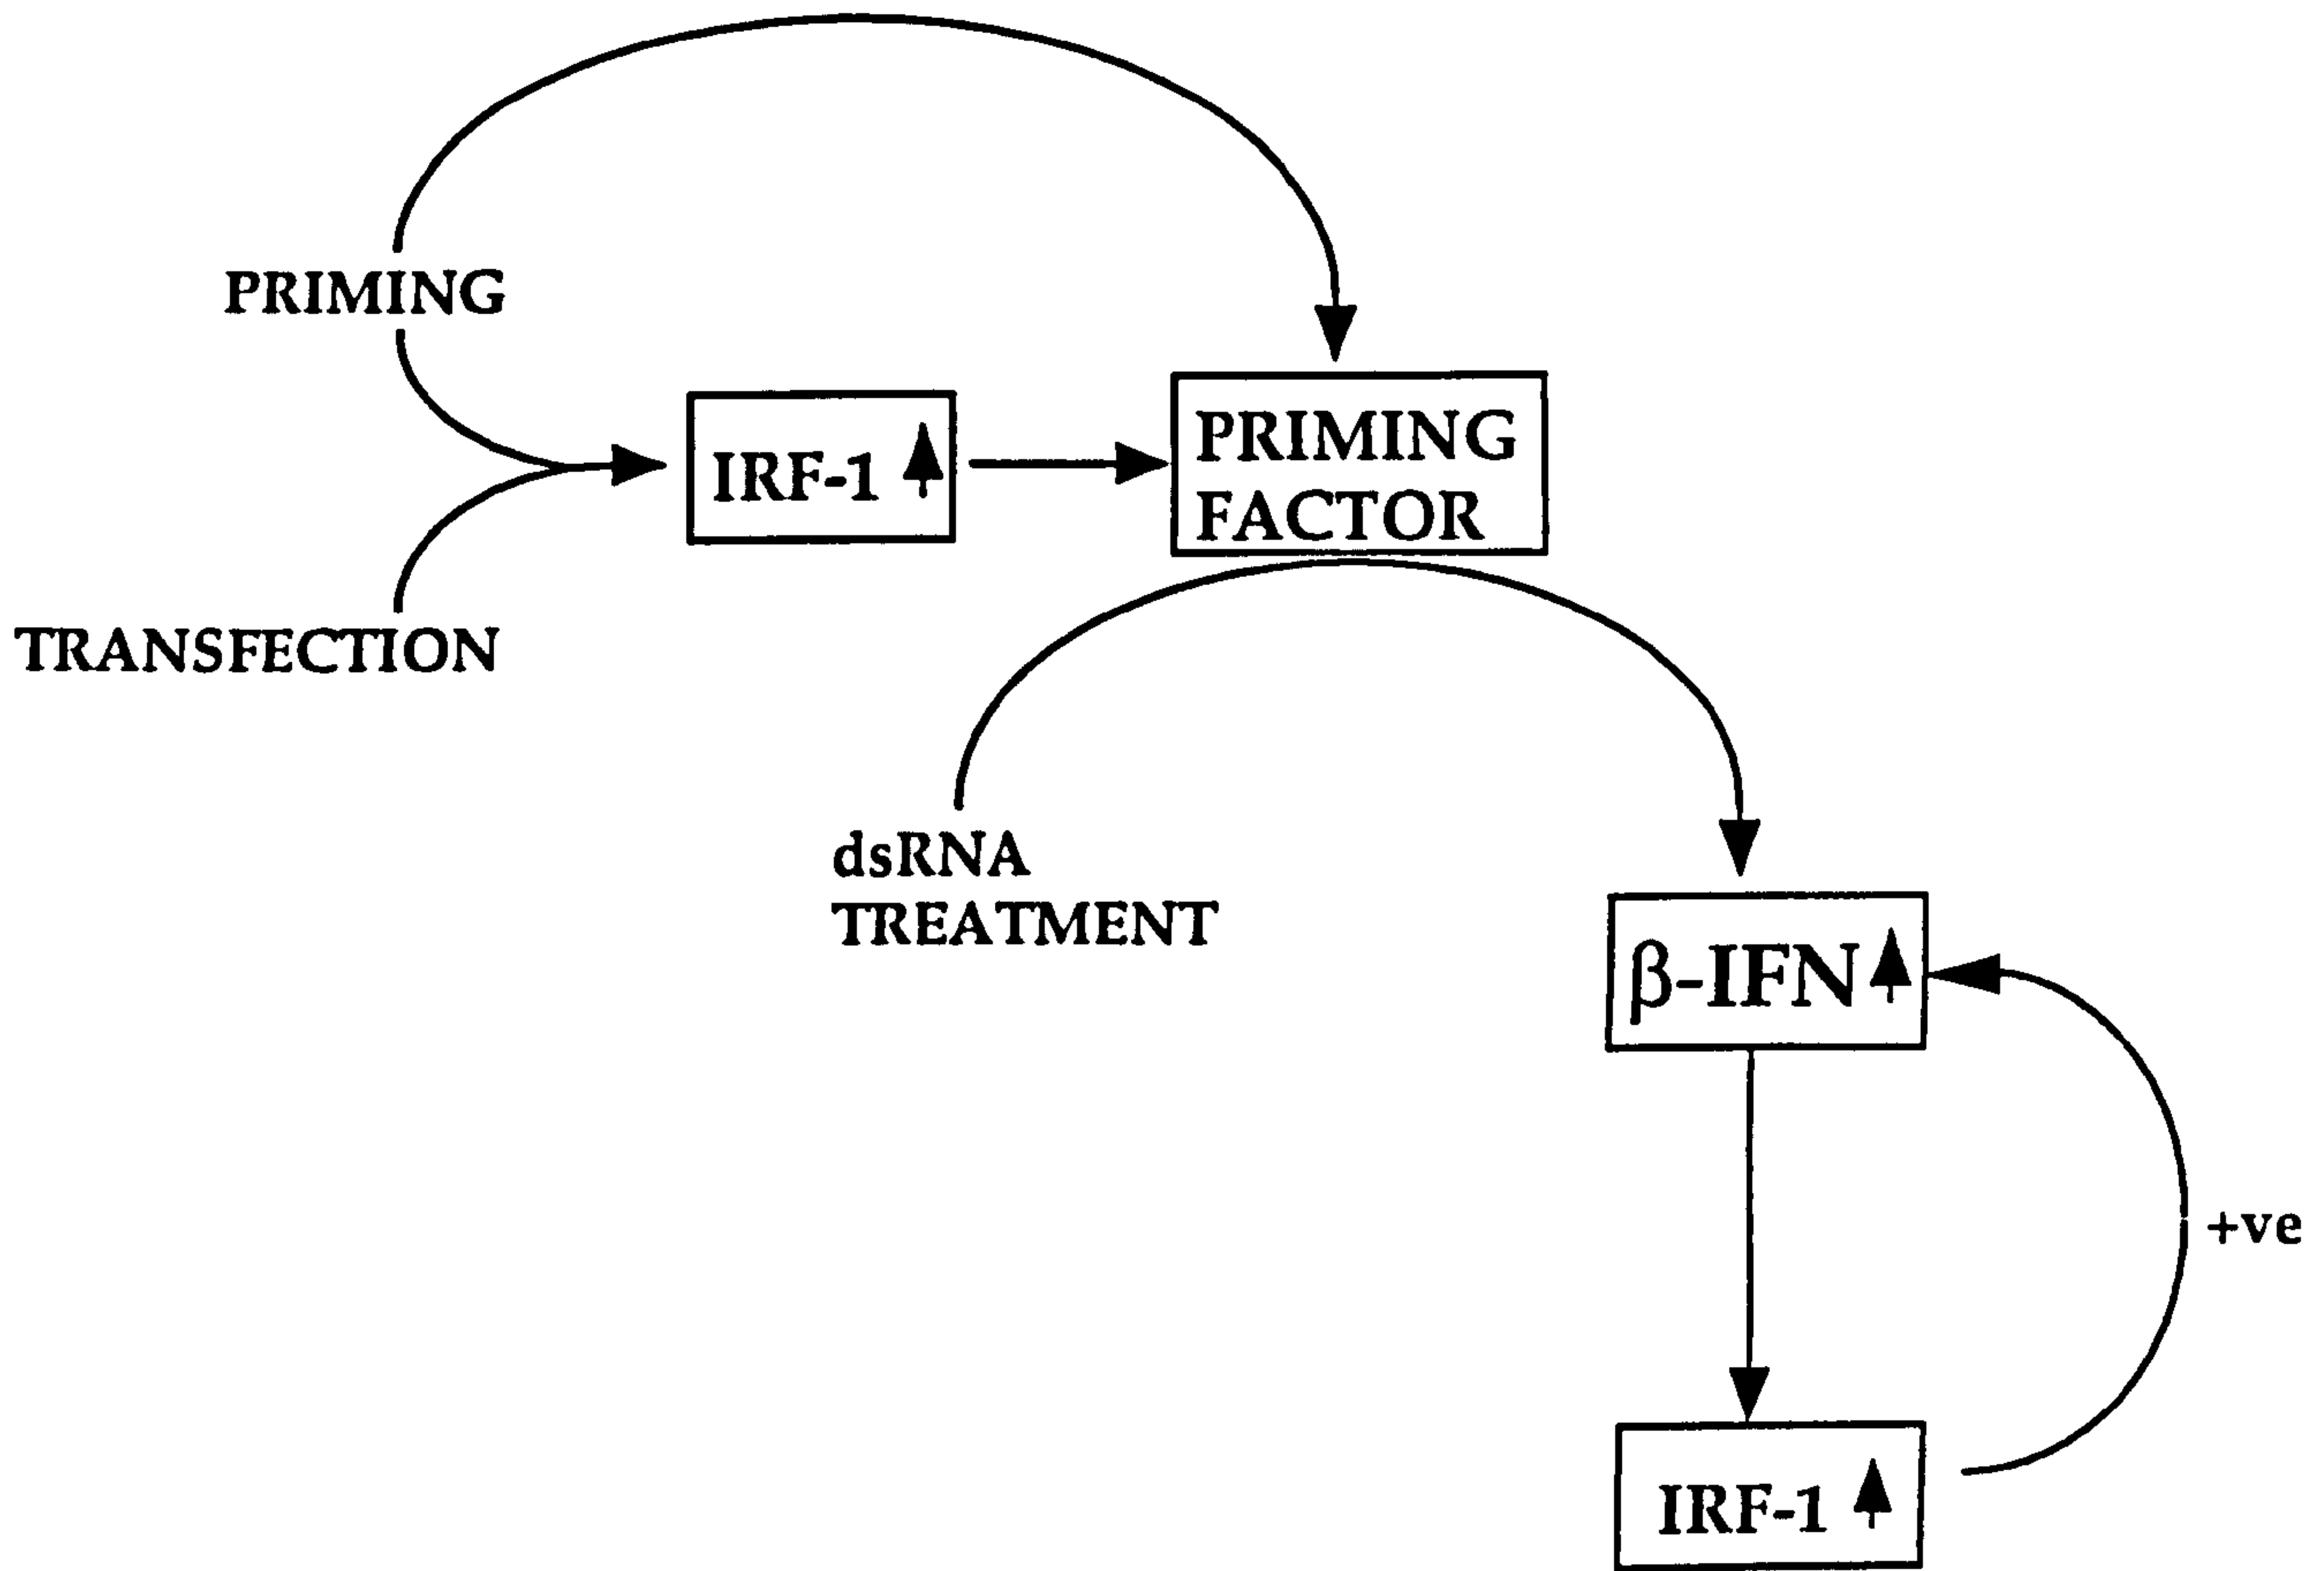 PRIMING
IRF-1
PRIMING
FACTOR
TRANSFECTION
dsRNA
TREATMENT
β-IFN
+ve
IRF-1